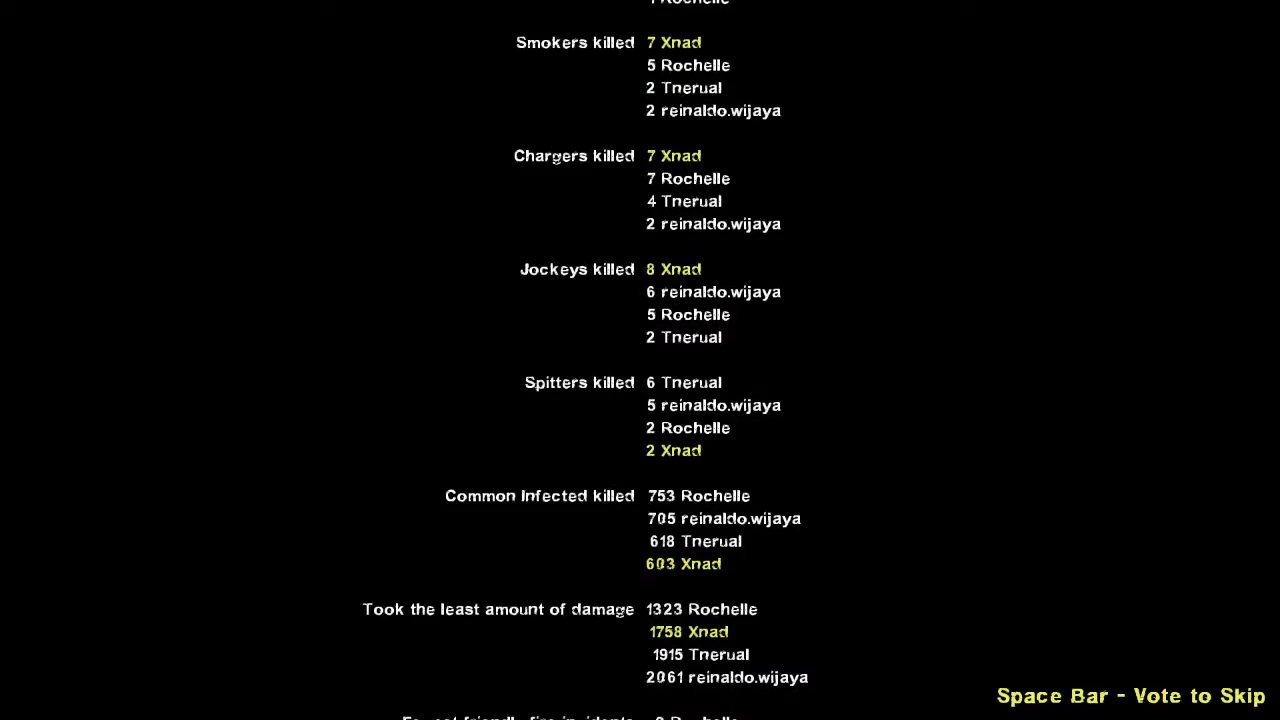 Rochelle
Smokers killed 7 Xnad
5 Rochelle
2 Tnerual
2 reinaldo.wijaya
Chargers killed 7 Xnad
7 Rochelle
4 Tnerual
2 reinaldo.wijaya
Jockeys killed 8 Xnad
6 reinaldo.wijaya
5 Rochelle
2 Tnerual
Spitters killed 6 Tnerual
5 reinaldo.wijaya
2 Rochelle
2 Xnad
Common Infected killed 753 Rochelle
705 reinaldo.wijaya
618 Tnerual
603 Xnad
Took the least amount of damage 1323 Rochelle
1758 Xnad
1915 Tnerual
2061 reinaldo.wijaya
Space Bar - Vote to Skip